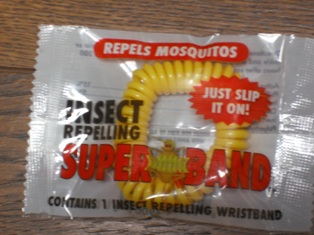 REPELS MOSQUITOS
JUST SLIP
IT ON!
INSECT
REPELLING
SUPER BAND
CONTAINS 1 INSECT REPELLING WRISTBAND